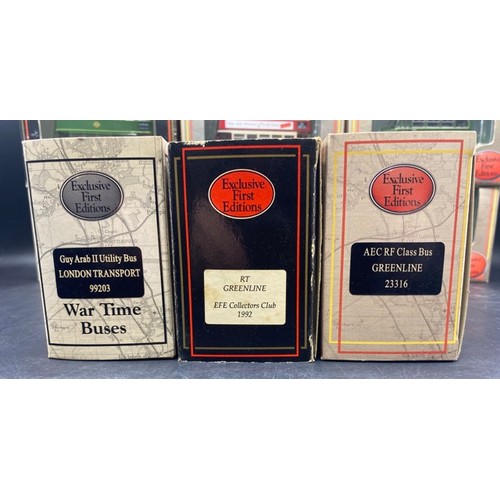 Exclusive
First
Editions
Guy Arab II Utility Bus
LONDON TRANSPORT
99203
War Time
Buses
Exclusive
First
Editions
RT
GREENLINE
EFE Collectors Club
1992
Exclusive
First
Editions
AEC RF Class Bus
GREENLINE
23316